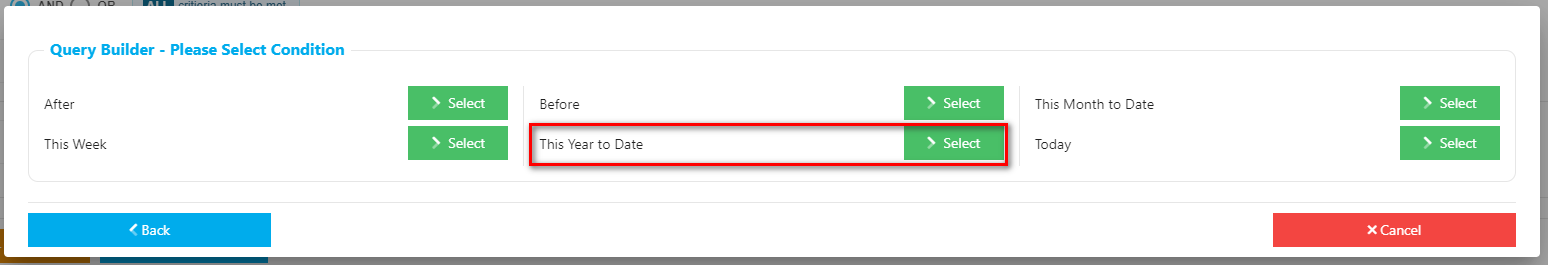 AND OR ALL critieria must be met
Query Builder - Please Select Condition
After Select Before Select This Month to Date Select
This Week Select This Year to Date Select Today Select
Back Cancel